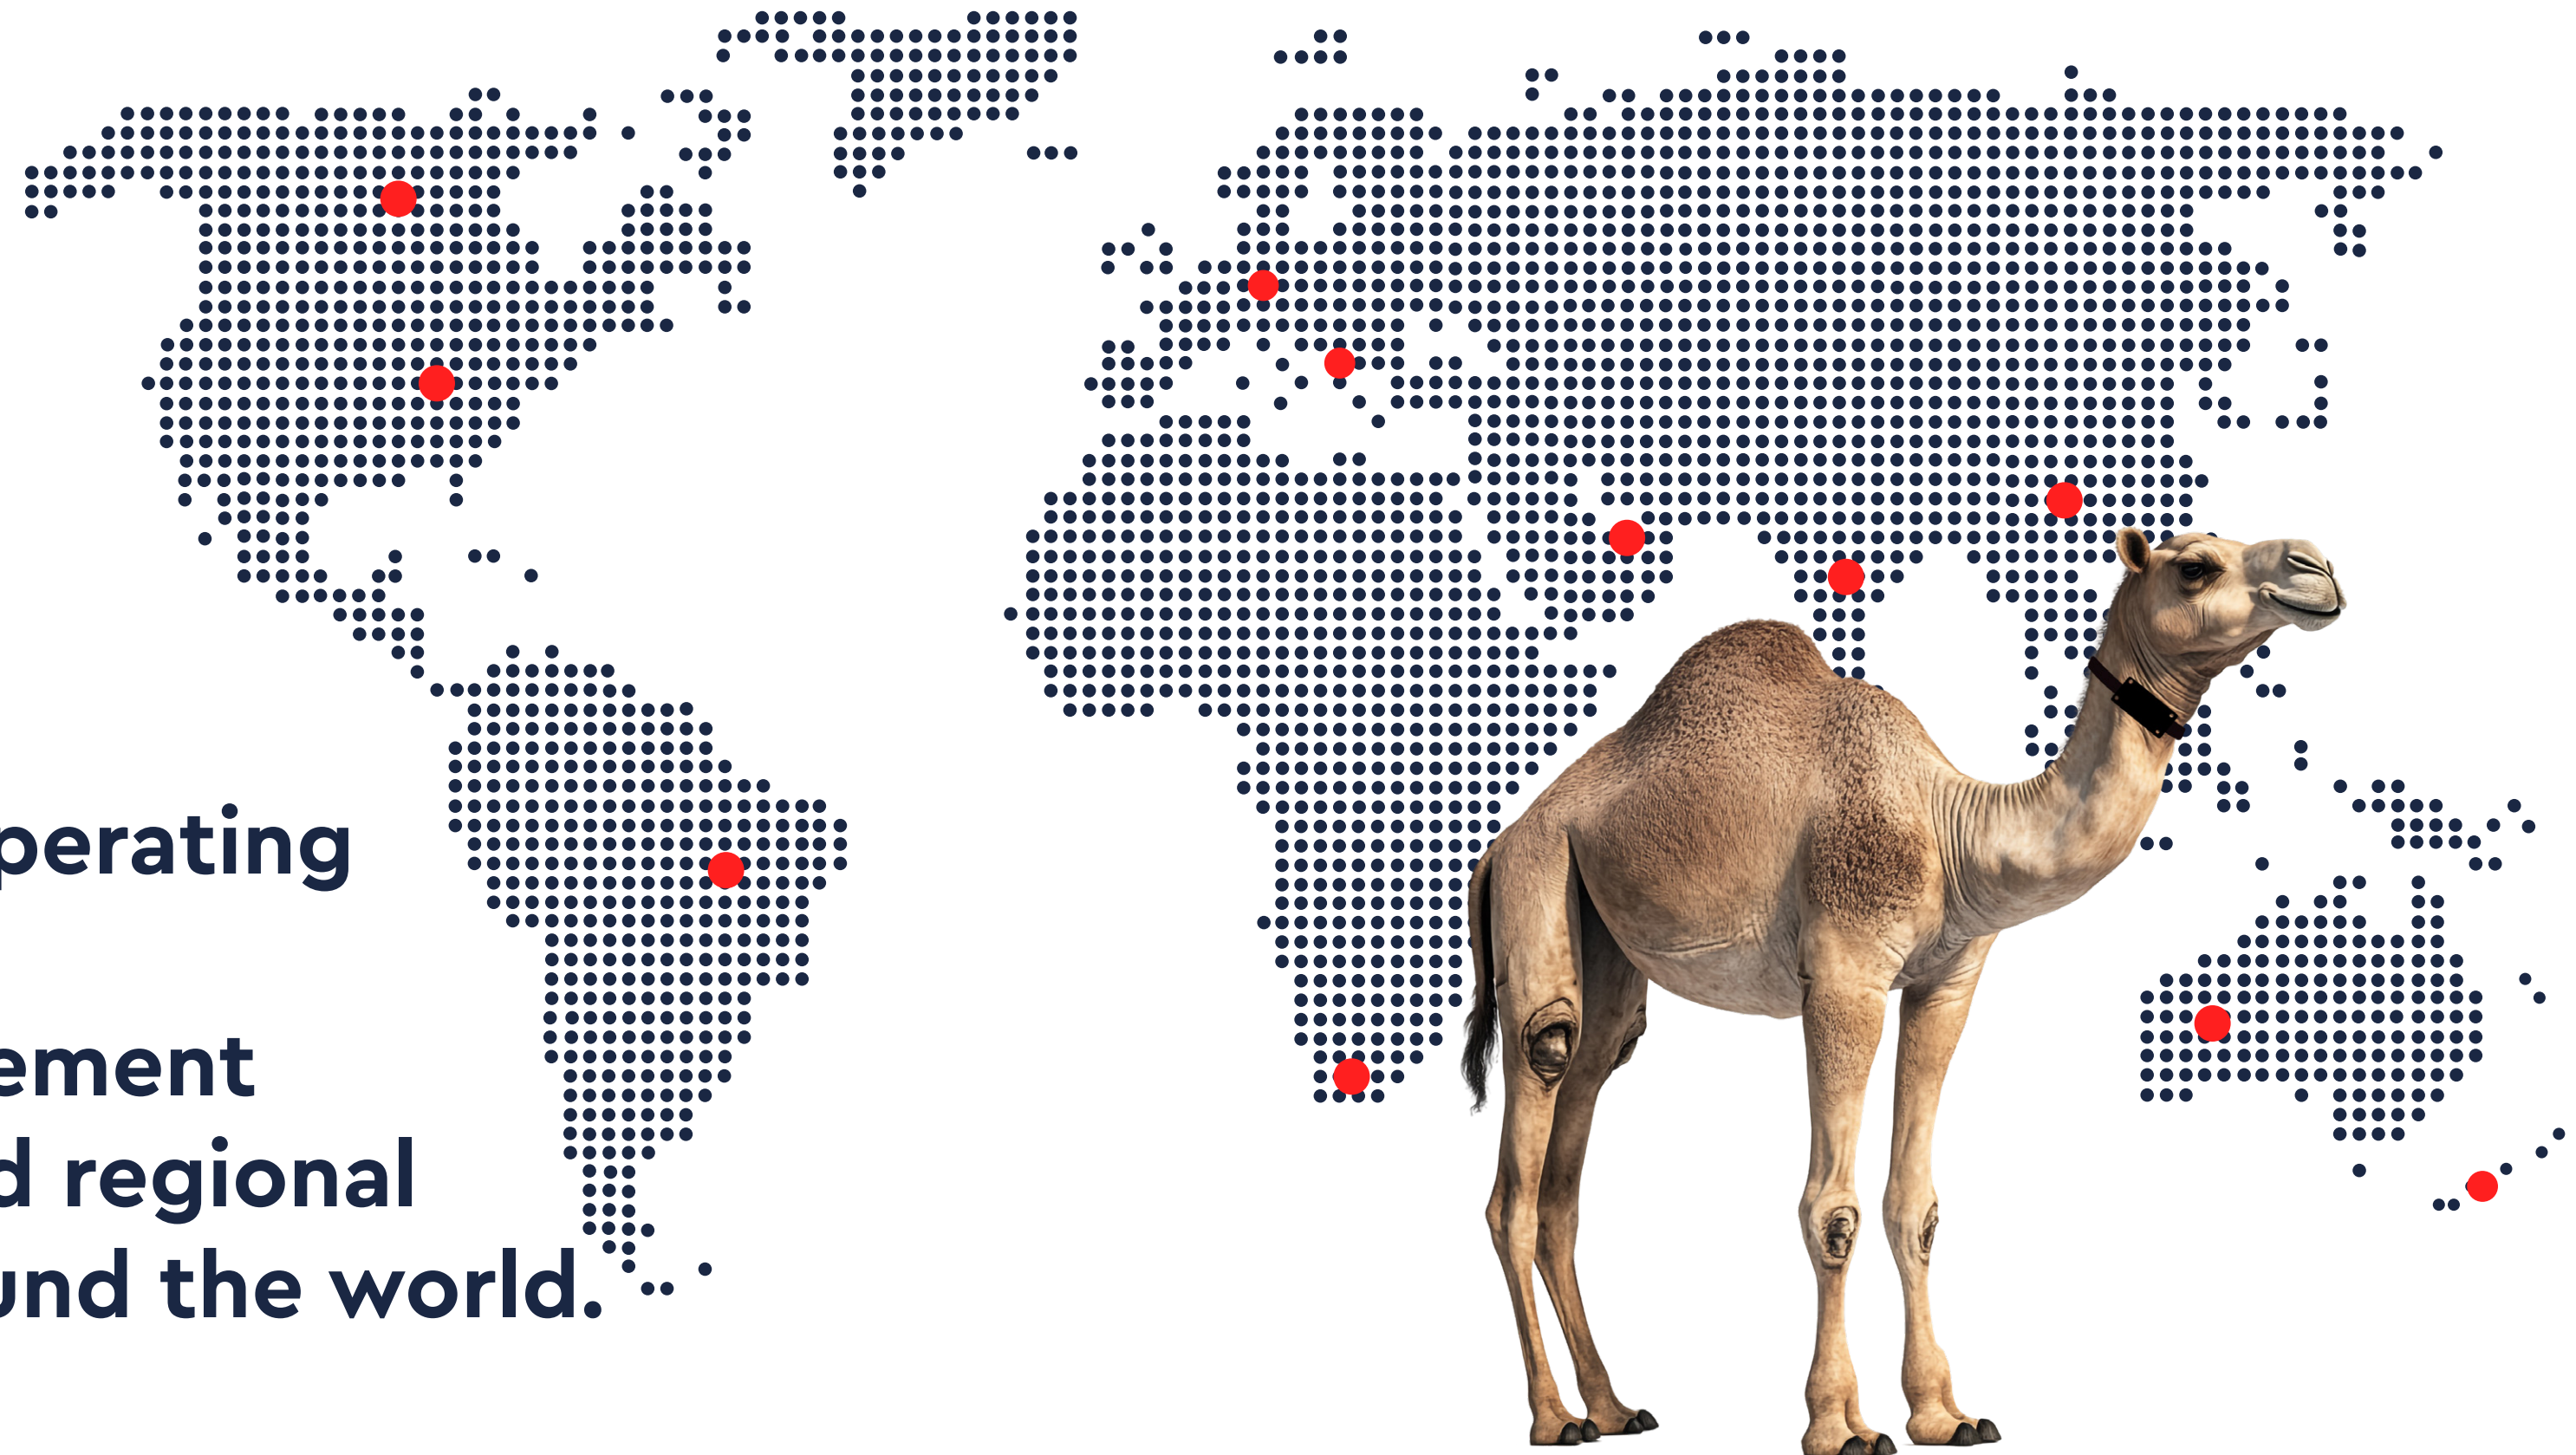 perating
ement
d regional
und the world.